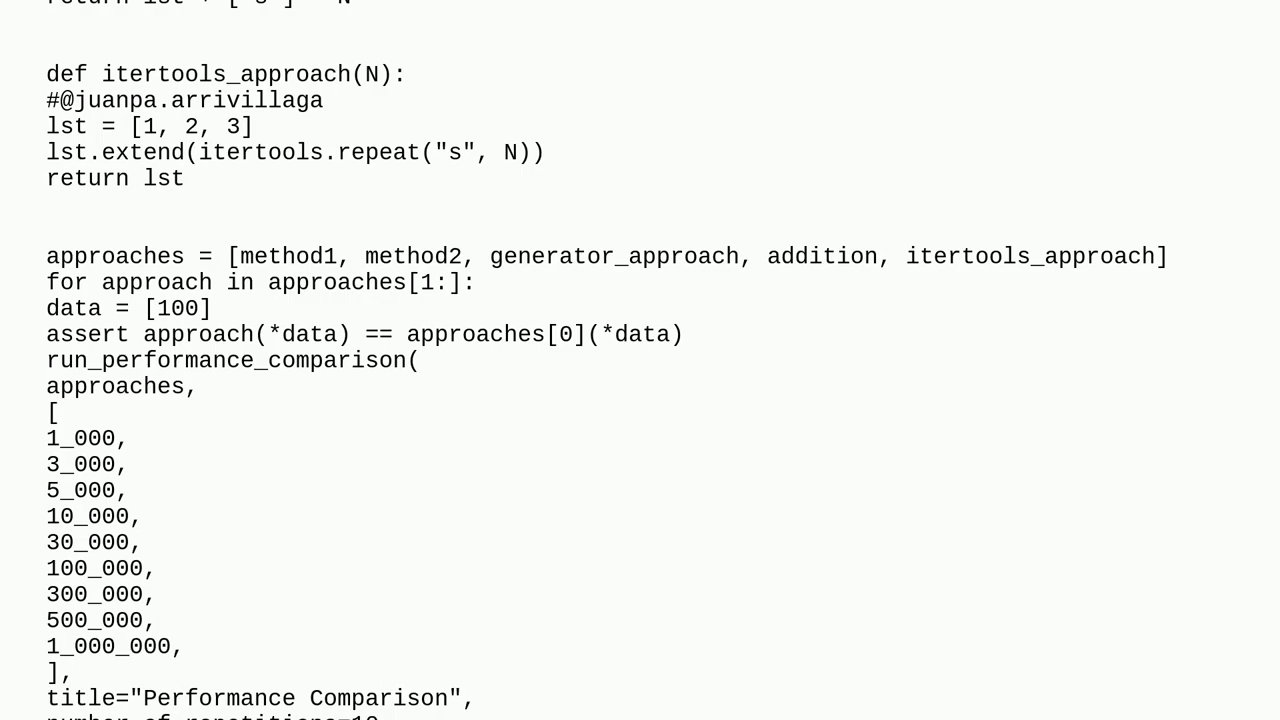 def itertools_approach(N):
#@juanpa.arrivillaga
lst = [1, 2, 3]
lst.extend(itertools.repeat("s", N))
return lst
approaches = [method1, method2, generator_approach, addition, itertools_approach]
for approach in approaches[1:]:
data = [100]
assert approach(*data) == approaches[0](*data)
run_performance_comparison(
approaches,
[
1_000,
3_000,
5_000,
10_000,
30_000,
100_000,
300_000,
500_000,
1_000_000,
],
title="Performance Comparison",